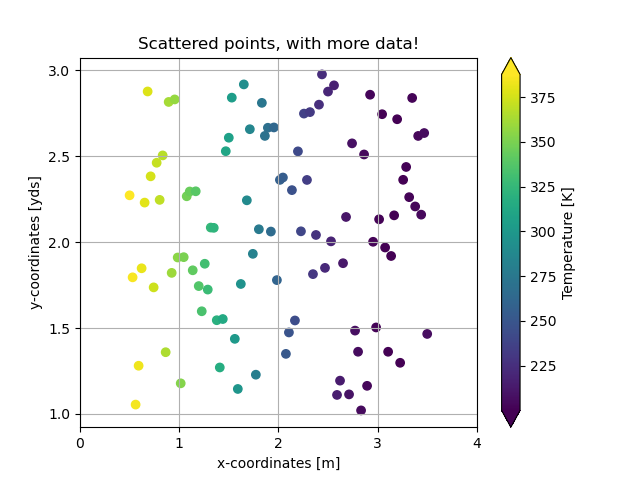 Scattered points, with more data!
3.0
2.5
2.0
1.5
1.0
y-coordinates [yds]
0 1 2 3 4
x-coordinates [m]
375
350
325
300
275
250
225
Temperature [K]